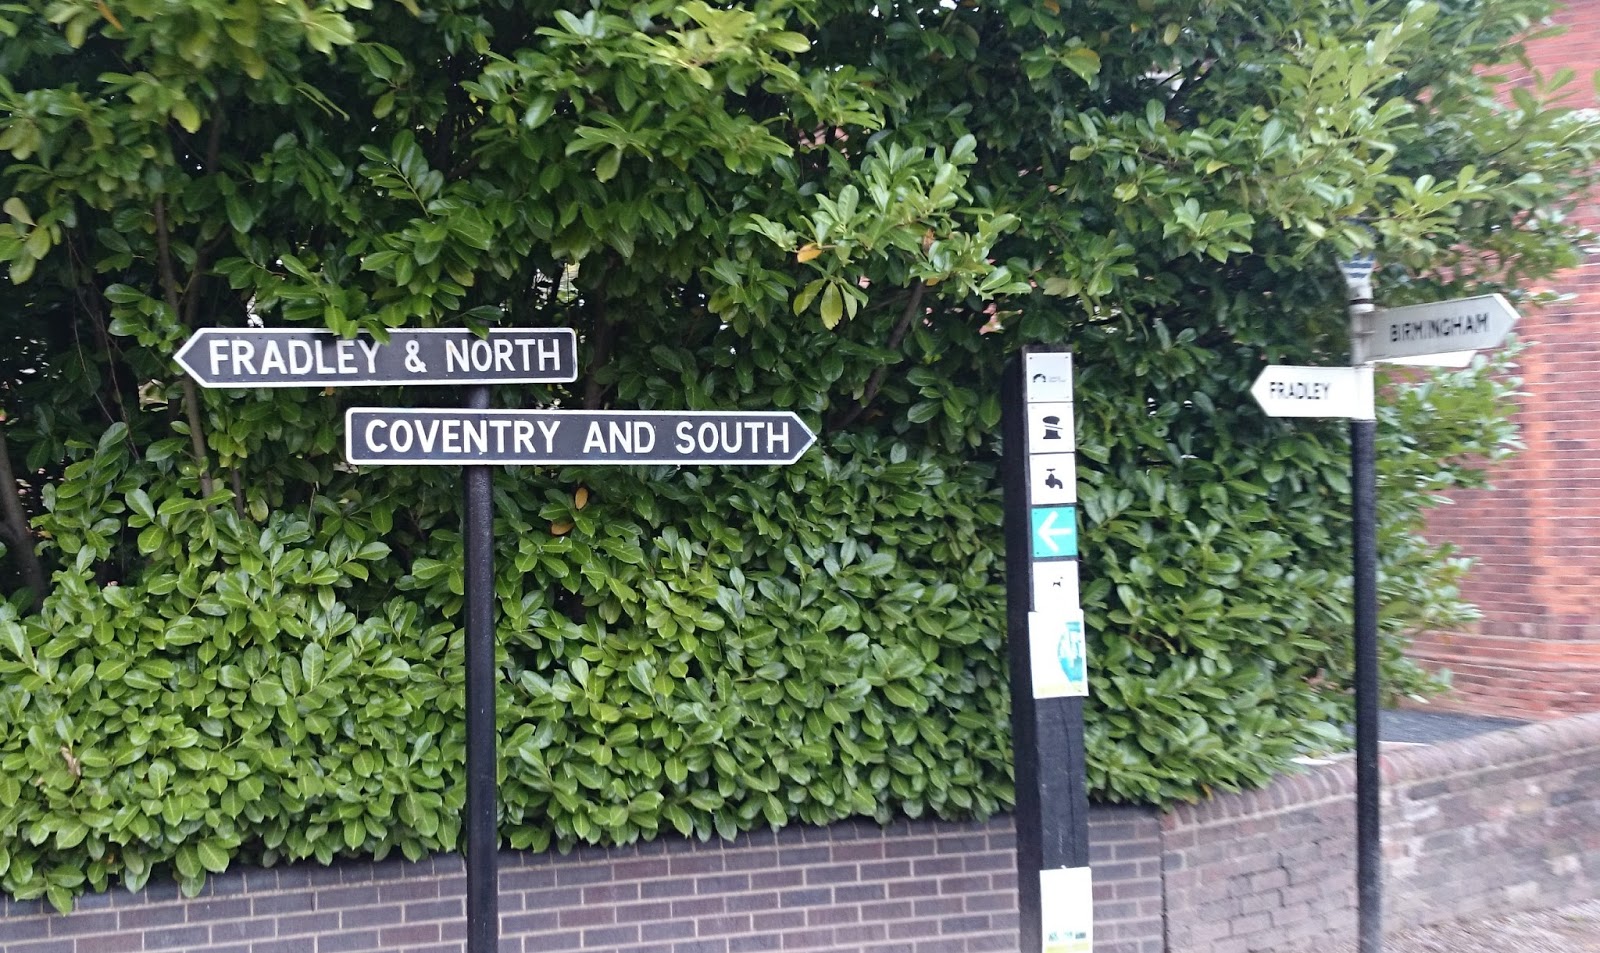 FRADLEY & NORTH
COVENTRY AND SOUTH
BIRMINGHAM
FRADLEY